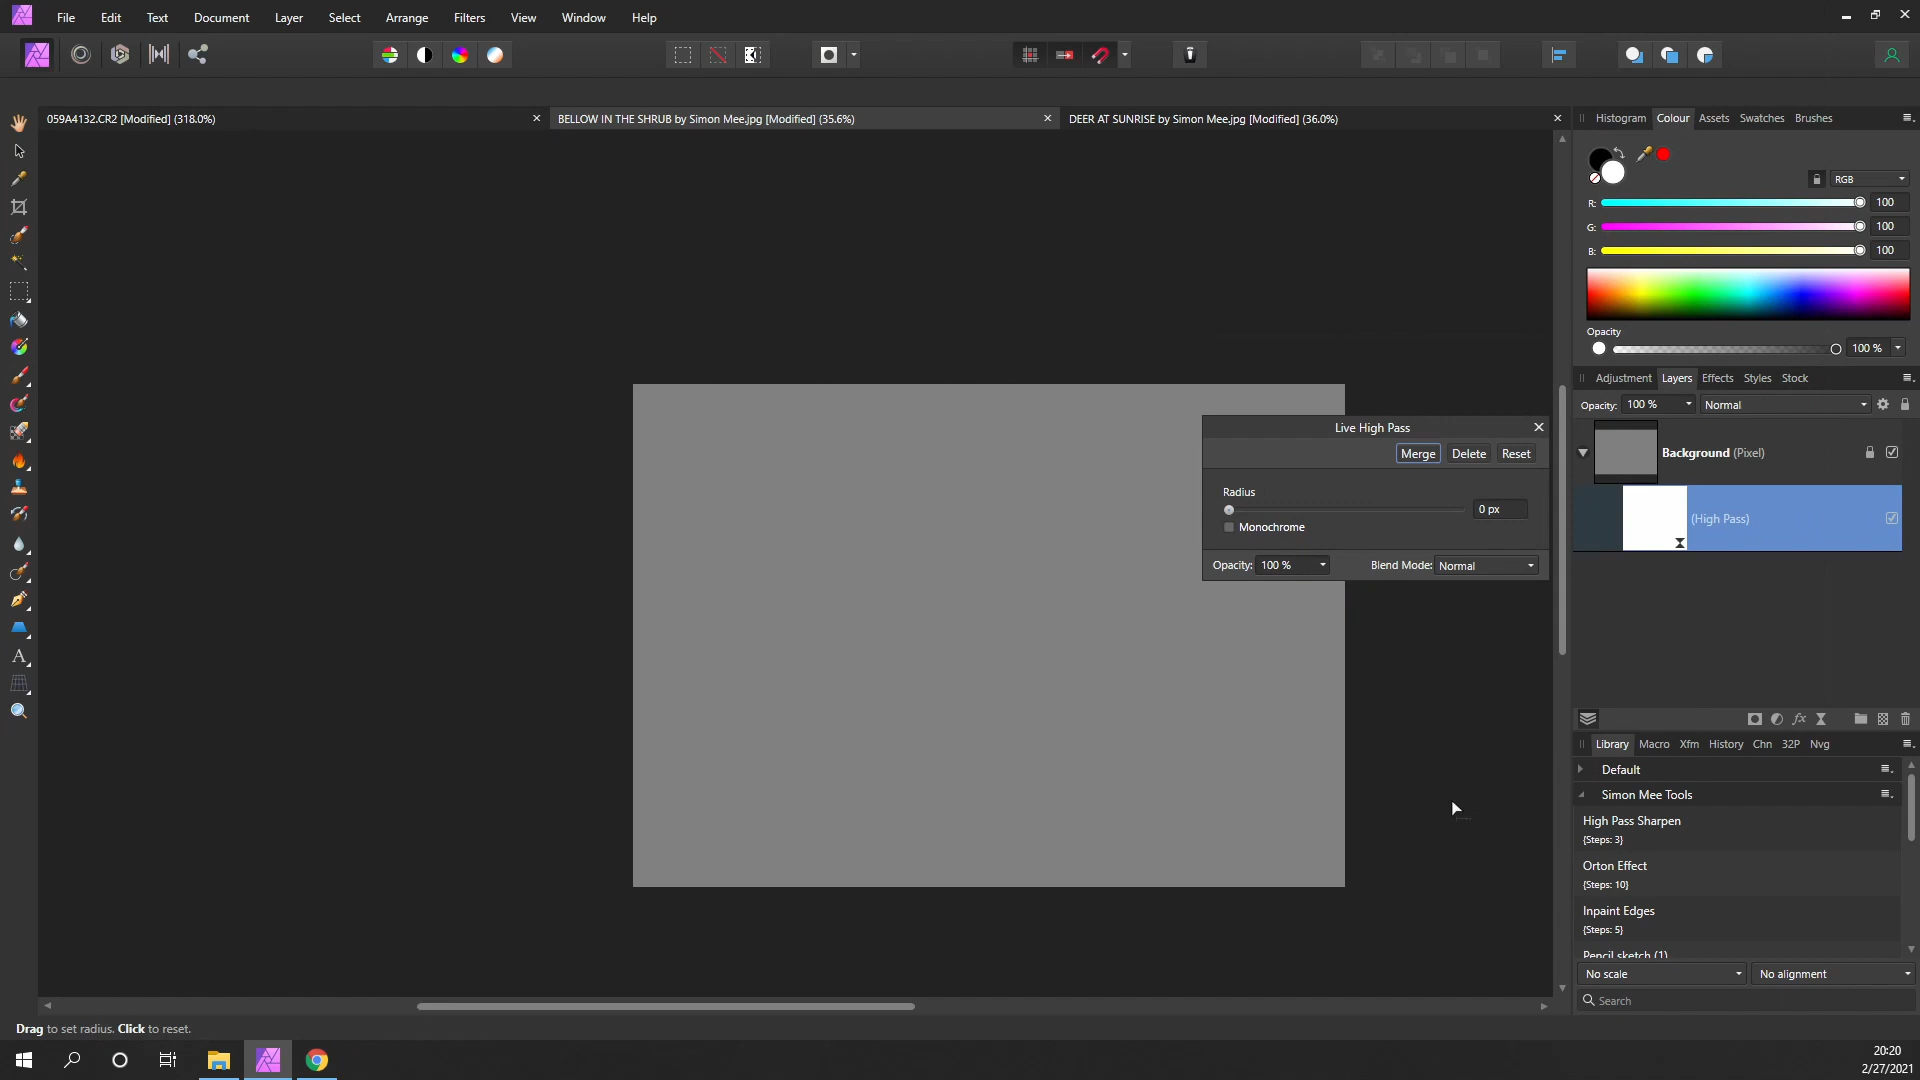 File Edit Text Document Layer Select Arrange Filters View Window Help
059A4132.CR2 [Modified] (318.0%) BELLOW IN THE SHRUB by Simon Mee.jpg [Modified] (35.6%) DEER AT SUNRISE by Simon Mee.jpg [Modified] (36.0%)
Histogram Colour Assets Swatches Brushes
RGB
R: 100
G: 100
B: 100
Opacity
100 %
Adjustment Layers Effects Styles Stock
Opacity: 100 % Normal
Live High Pass
Merge Delete Reset
Background (Pixel)
Radius
0 px
Monochrome
(High Pass)
Opacity: 100 % Blend Mode: Normal
fx
Library Macro Xfm History Chn 32P Nvg
Default
Simon Mee Tools
High Pass Sharpen
{Steps: 3}
Orton Effect
{Steps: 10}
Inpaint Edges
{Steps: 5}
Pencil sketch (1)
No scale No alignment
Search
Drag to set radius. Click to reset.
20:20
2/27/2021